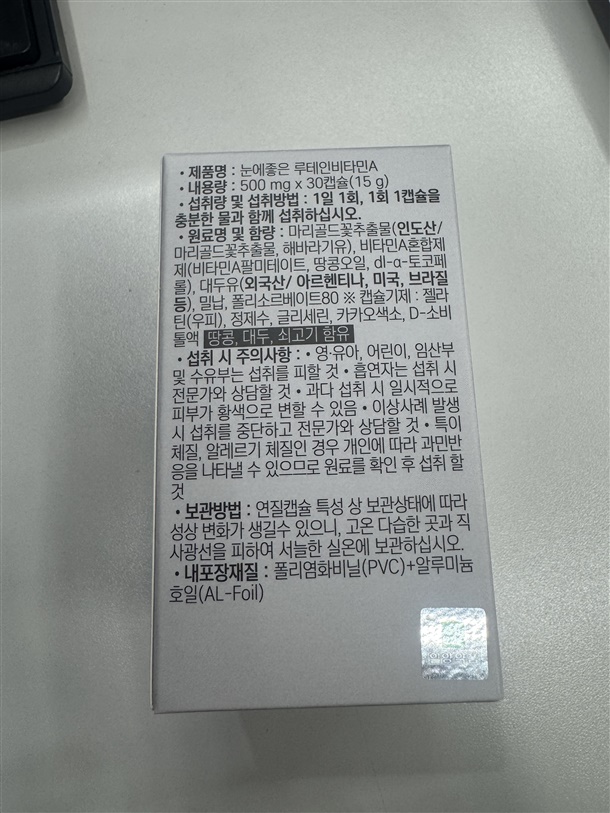 • 제품명 : 눈에좋은 루테인비타민A
• 내용량 : 500 mg x 30캡슐(15 g)
• 섭취량 및 섭취방법 : 1일 1회, 1회 1캡슐을
충분한 물과 함께 섭취하십시오.
• 원료명 및 함량 : 마리골드꽃추출물(인도산/
마리골드꽃추출물, 해바라기유), 비타민A혼합제
제(비타민A팔미테이트, 땅콩오일, dl-α-토코페
롤), 대두유(외국산/ 아르헨티나, 미국, 브라질
등), 밀납, 폴리소르베이트80 ※ 캡슐기제 : 젤라
틴(우피), 정제수, 글리세린, 카카오색소, D-소비
톨액 땅콩, 대두, 쇠고기 함유
• 섭취 시 주의사항 : • 영·유아, 어린이, 임산부
및 수유부는 섭취를 피할 것 • 흡연자는 섭취 시
전문가와 상담할 것 • 과다 섭취 시 일시적으로
피부가 황색으로 변할 수 있음 • 이상사례 발생
시 섭취를 중단하고 전문가와 상담할 것 • 특이
체질, 알레르기 체질인 경우 개인에 따라 과민반
응을 나타낼 수 있으므로 원료를 확인 후 섭취 할
것
• 보관방법 : 연질캡슐 특성 상 보관상태에 따라
성상 변화가 생길수 있으니, 고온 다습한 곳과 직
사광선을 피하여 서늘한 실온에 보관하십시오.
• 내포장재질 : 폴리염화비닐(PVC)+알루미늄
호일(AL-Foil)